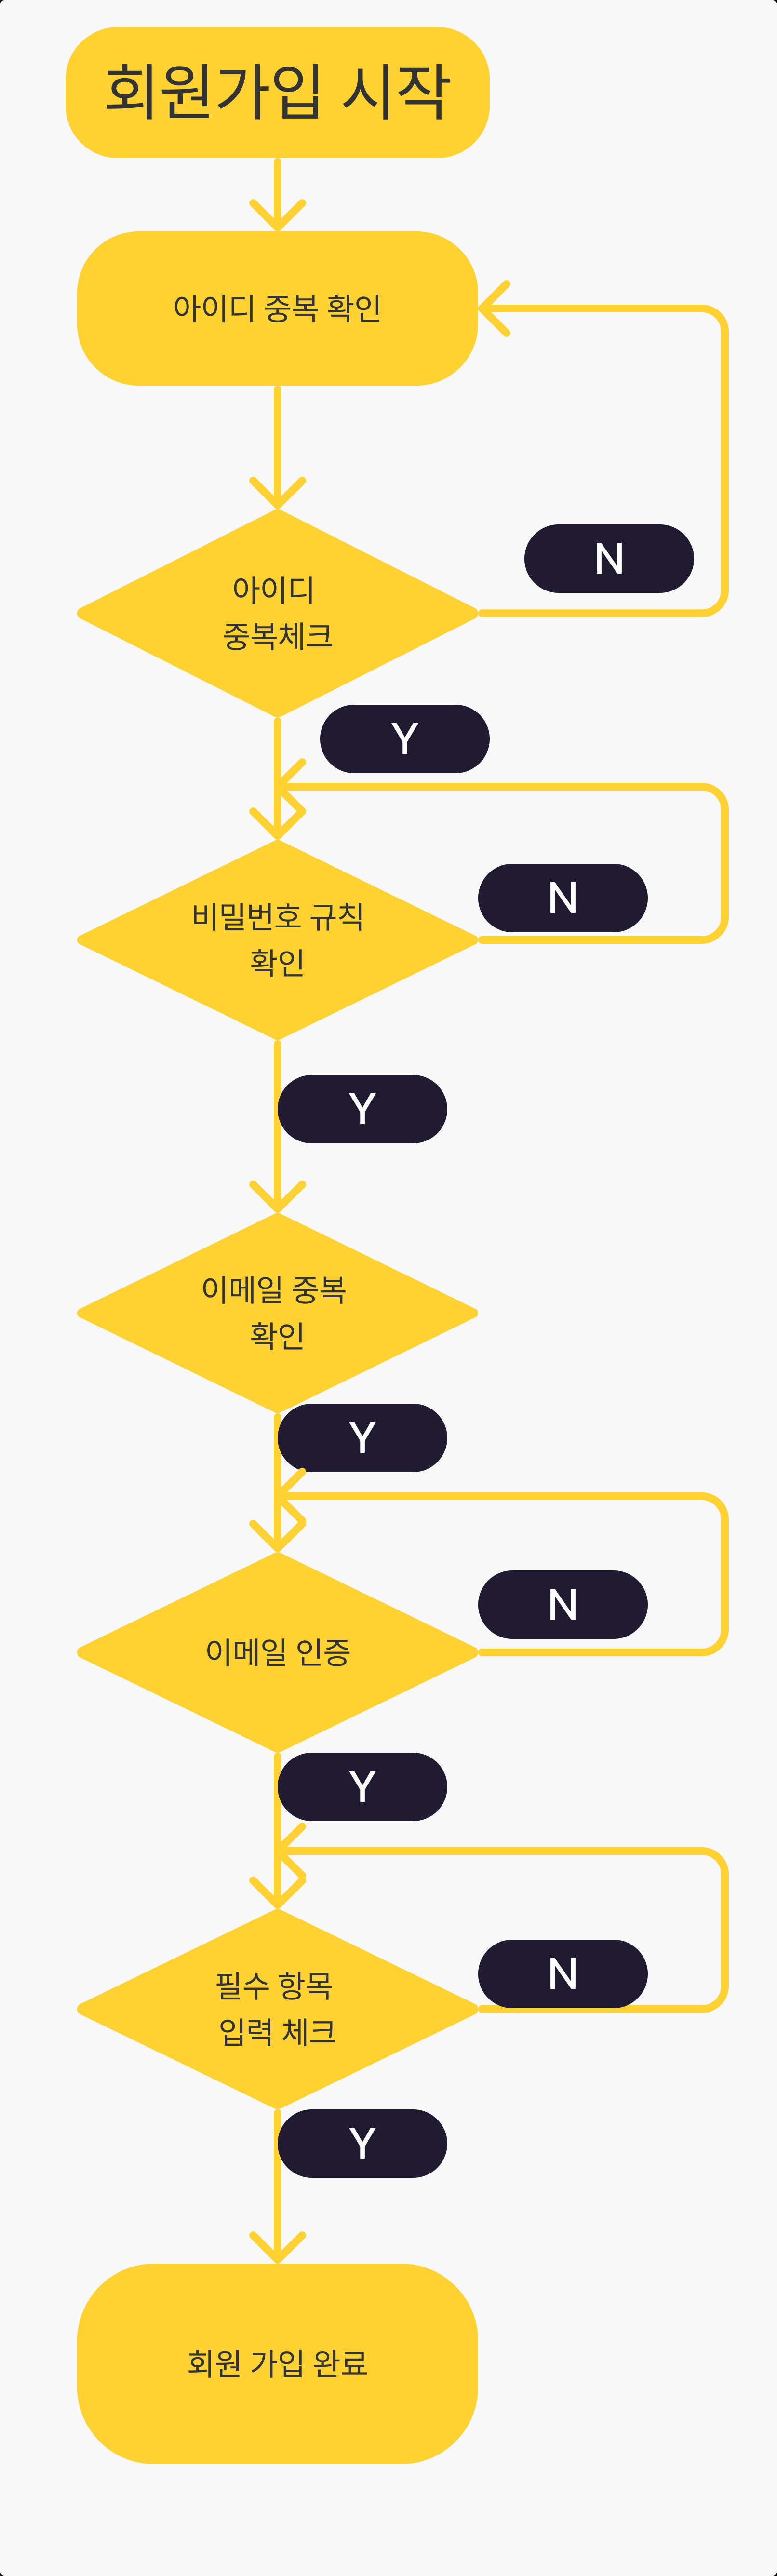 회원가입 시작
아이디 중복 확인
N
아이디
중복체크
Y
N
비밀번호 규칙
확인
Y
이메일 중복
확인
Y
N
이메일 인증
Y
N
필수 항목
입력 체크
Y
회원 가입 완료